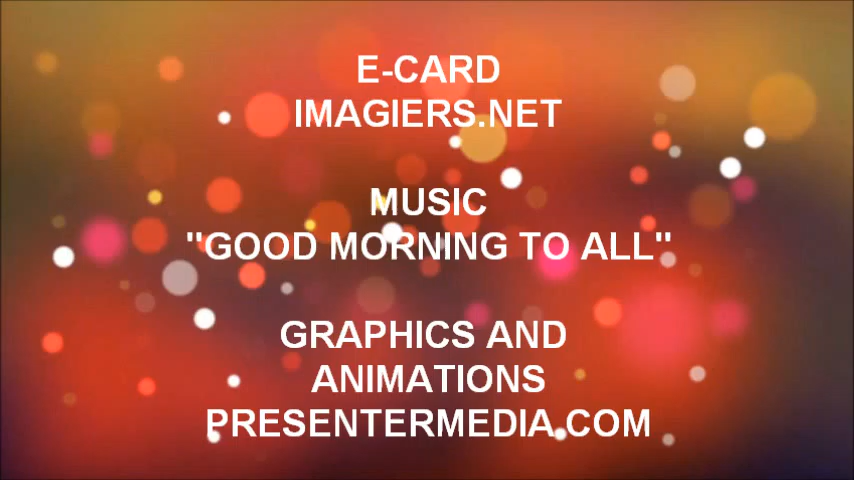 E-CARD
IMAGIERS.NET
MUSIC
"GOOD MORNING TO ALL"
GRAPHICS AND
ANIMATIONS
PRESENTERMEDIA.COM